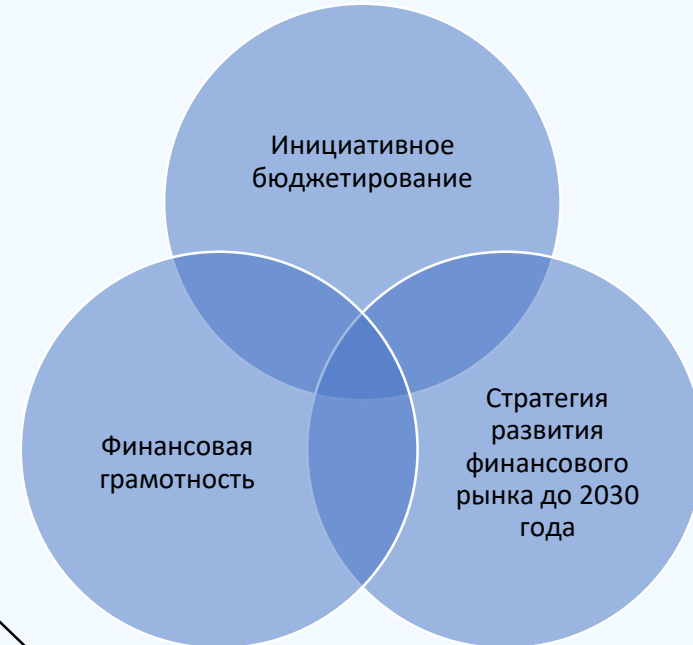 Инициативное
бюджетирование
Финансовая
грамотность
Стратегия
развития
финансового
рынка до 2030
года